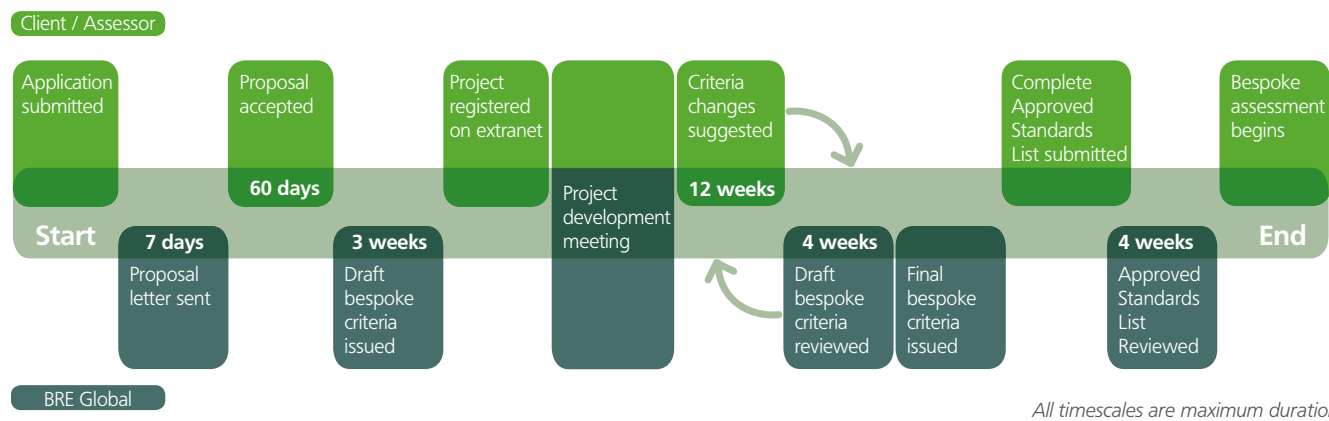 Client / Assessor
Application
submitted
Proposal
accepted
60 days
Project
registered
on extranet
Criteria
changes
suggested
12 weeks
Complete
Approved
Standards
List submitted
Bespoke
assessment
begins
Start
7 days
Proposal
letter sent
3 weeks
Draft
bespoke
criteria
issued
Project
development
meeting
4 weeks
Draft
bespoke
criteria
reviewed
Final
bespoke
criteria
issued
4 weeks
Approved
Standards
List
Reviewed
End
BRE Global
All timescales are maximum duration